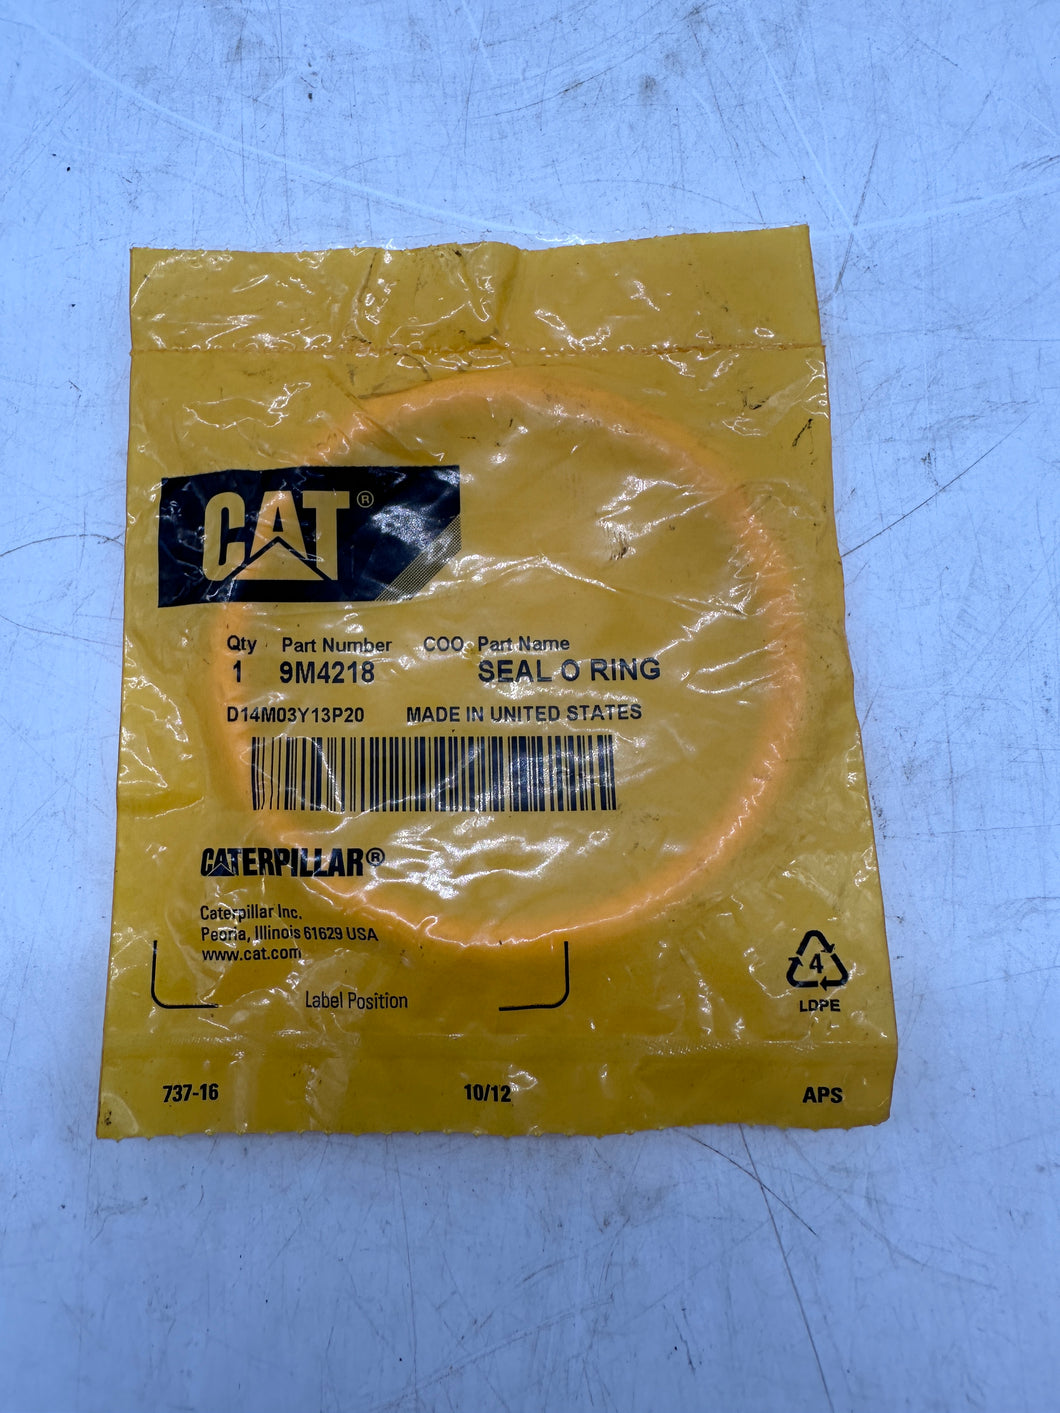 CAT®
Qty Part Number COO Part Name
1 9M4218 SEAL O RING
D14M03Y13P20 MADE IN UNITED STATES
CATERPILLAR®
Caterpillar Inc.
Peoria, Illinois 61629 USA
www.cat.com
Label Position
4
LDPE
737-16 10/12 APS